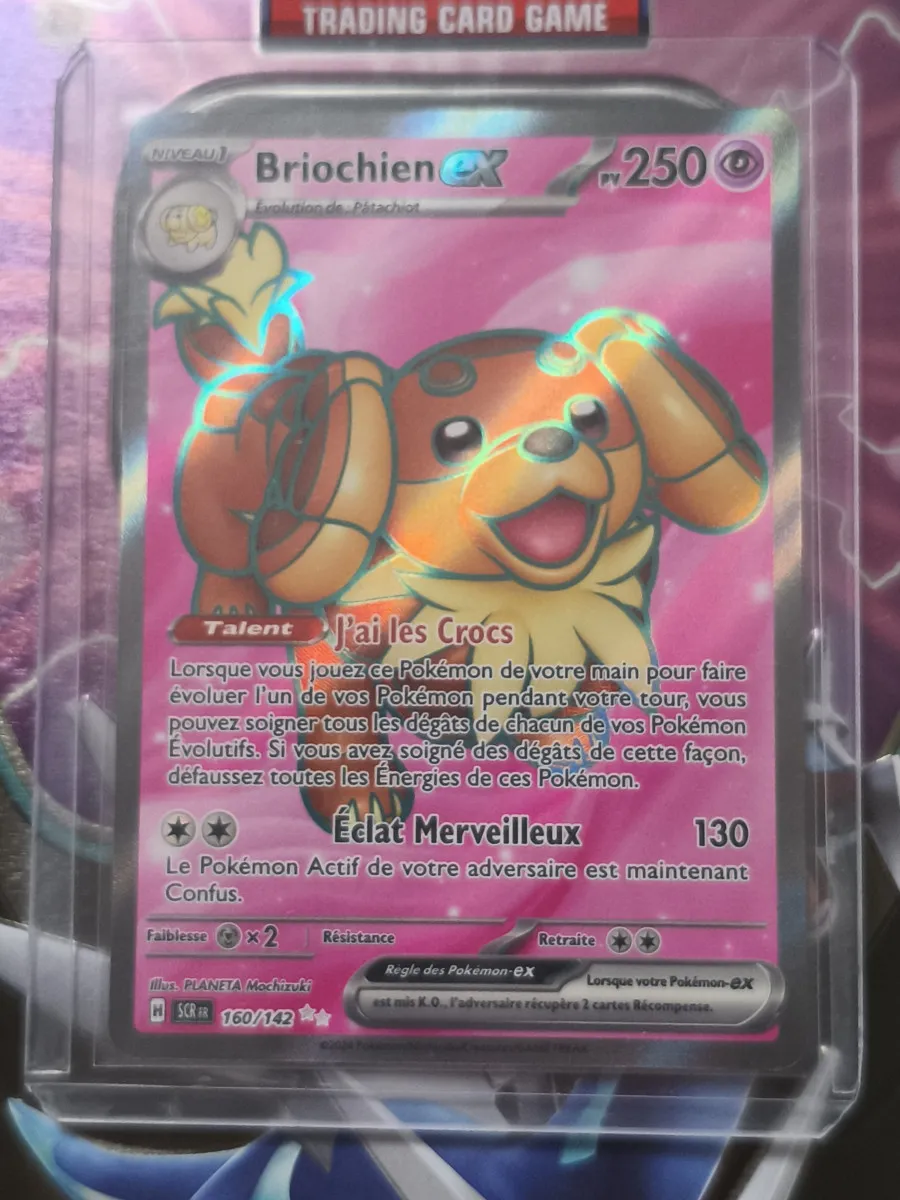 TRADING CARD GAME
NIVEAU 1
Briochien ex
PV 250
Évolution de : Pâtachiot
Talent J'ai les Crocs
Lorsque vous jouez ce Pokémon de votre main pour faire
évoluer l'un de vos Pokémon pendant votre tour, vous
pouvez soigner tous les dégâts de chacun de vos Pokémon
Évolutifs. Si vous avez soigné des dégâts de cette façon,
défaussez toutes les Énergies de ces Pokémon.
Éclat Merveilleux 130
Le Pokémon Actif de votre adversaire est maintenant
Confus.
Faiblesse ×2 Résistance Retraite
Illus. PLANETA Mochizuki
H SCR FR 160/142
Règle des Pokémon-ex Lorsque votre Pokémon-ex
est mis K.O., l'adversaire récupère 2 cartes Récompense.
©2024 Pokémon